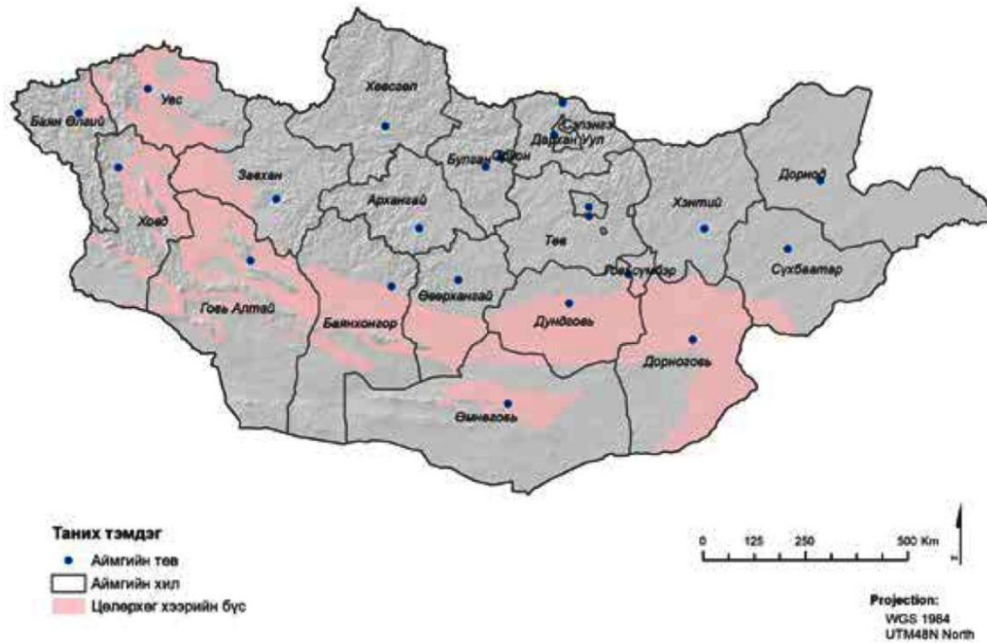 Хөвсгөл
Увс
Баян Өлгий
Сэлэнгэ
Дархан Уул
Орхон
Булган
Завхан
Дорнод
Архангай
Хэнтий
Ховд
Төв
Сүхбаатар
Говьсүмбэр
Өвөрхангай
Говь Алтай
Баянхонгор
Дундговь
Дорноговь
Өмнөговь
Таних тэмдэг
Аймгийн төв
Аймгийн хил
Цөлөрхөг хээрийн бүс
0 125 250 500 Km
Projection:
WGS 1984
UTM48N North